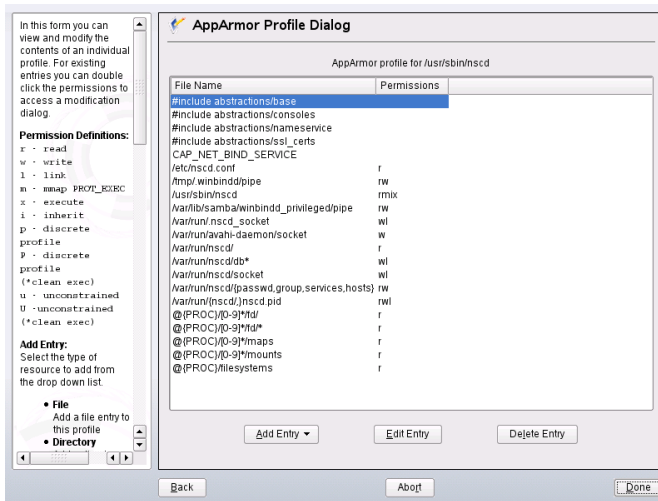 In this form you can
view and modify the
contents of an individual
profile. For existing
entries you can double
click the permissions to
access a modification
dialog.
Permission Definitions:
r - read
w - write
l - link
m - mmap PROT_EXEC
x - execute
i - inherit
p - discrete
profile
P - discrete
profile
(*clean exec)
u - unconstrained
U -unconstrained
(*clean exec)
Add Entry:
Select the type of
resource to add from
the drop down list.
• File
Add a file entry to
this profile
• Directory
AppArmor Profile Dialog
AppArmor profile for /usr/sbin/nscd
File Name Permissions
#include abstractions/base
#include abstractions/consoles
#include abstractions/nameservice
#include abstractions/ssl_certs
CAP_NET_BIND_SERVICE
/etc/nscd.conf r
/tmp/.winbindd/pipe rw
/usr/sbin/nscd rmix
/var/lib/samba/winbindd_privileged/pipe rw
/var/run/.nscd_socket wl
/var/run/avahi-daemon/socket w
/var/run/nscd/ r
/var/run/nscd/db* wl
/var/run/nscd/socket wl
/var/run/nscd/{passwd,group,services,hosts} rw
/var/run/{nscd/,}nscd.pid rwl
@{PROC}/[0-9]*/fd/ r
@{PROC}/[0-9]*/fd/* r
@{PROC}/[0-9]*/maps r
@{PROC}/[0-9]*/mounts r
@{PROC}/filesystems r
Add Entry Edit Entry Delete Entry
Back Abort Done